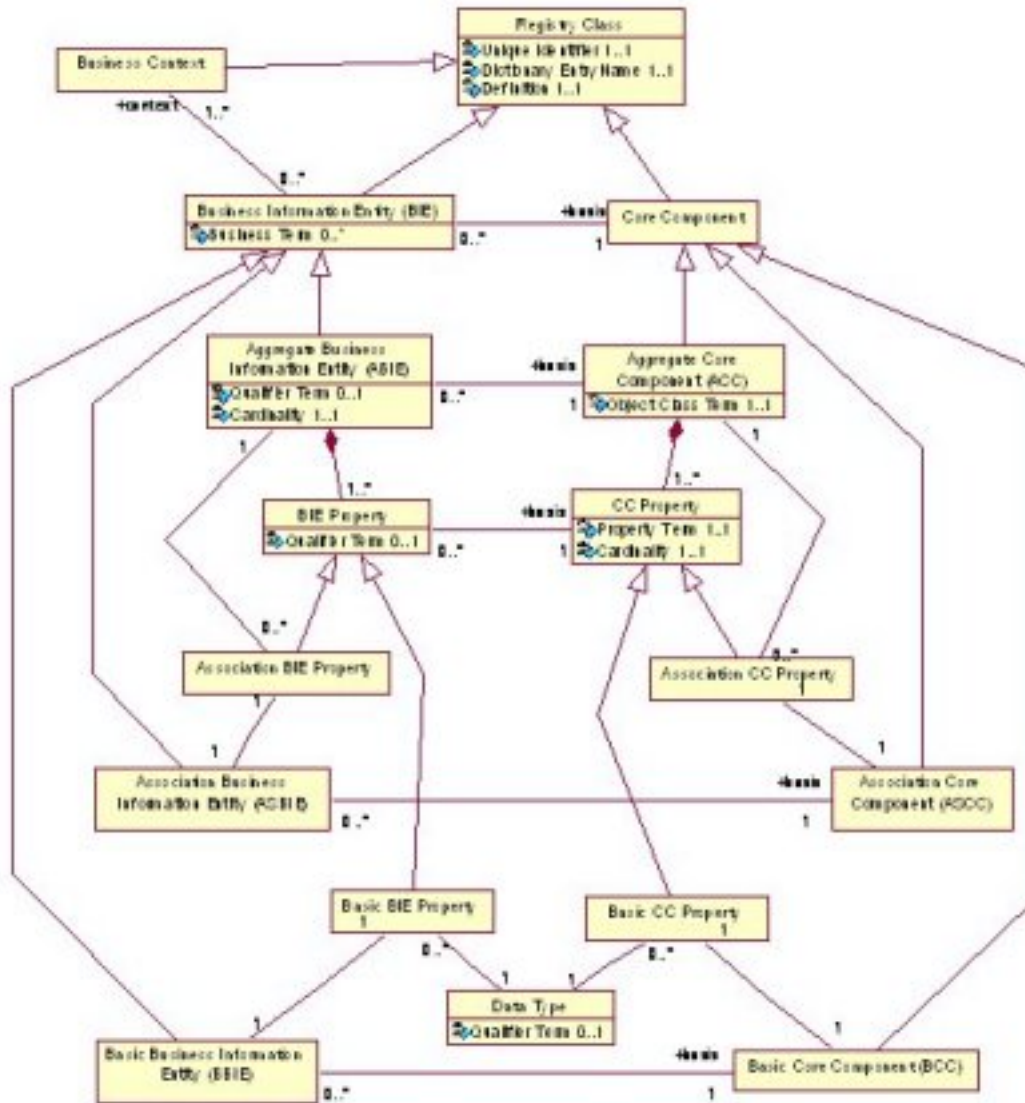 Registry Class
Unique Identifier 1..1
Dictionary Entry Name 1..1
Definition 1..1
Business Context
+context
1..*
0..*
Business Information Entity (BIE)
Business Term 0..*
+basis
0..*
1
Core Component
Aggregate Business
Information Entity (ABIE)
Qualifier Term 0..1
Cardinality 1..1
+basis
0..*
1
Aggregate Core
Component (ACC)
Object Class Term 1..1
1
1
1..*
1..*
BIE Property
Qualifier Term 0..1
+basis
0..*
1
CC Property
Property Term 1..1
Cardinality 1..1
0..*
Association BIE Property
1
0..*
Association CC Property
1
1
1
Association Business
Information Entity (ASBIE)
+basis
0..*
1
Association Core
Component (ASCC)
Basic BIE Property
1
Basic CC Property
1
0..*
0..*
1
1
Data Type
Qualifier Term 0..1
1
1
Basic Business Information
Entity (BBIE)
+basis
0..*
1
Basic Core Component (BCC)